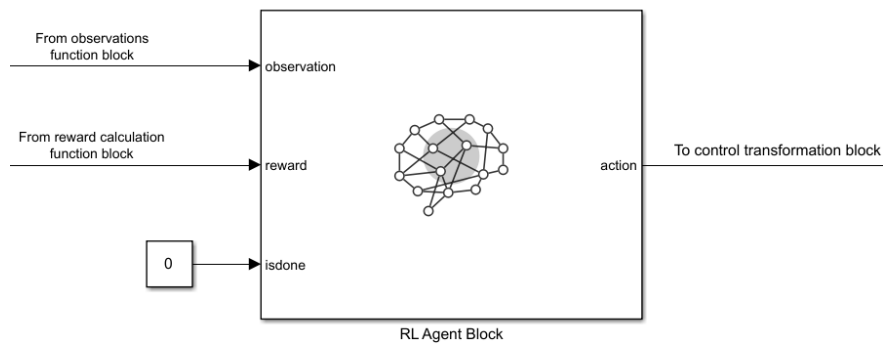 From observations
function block
observation
From reward calculation
function block
reward
action
To control transformation block
0
isdone
RL Agent Block